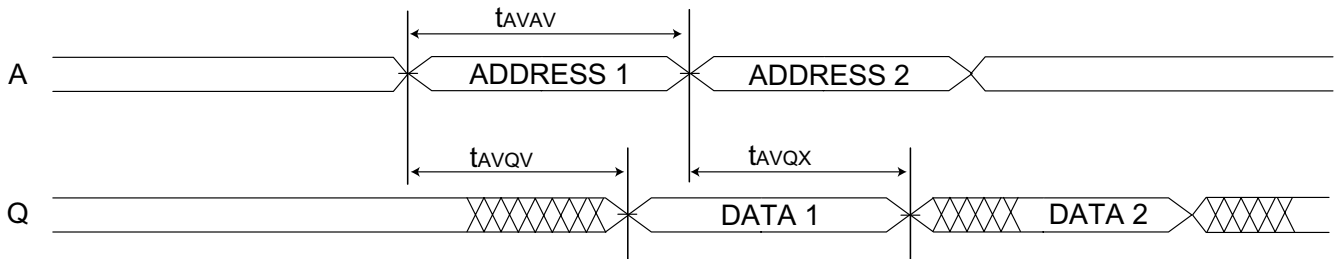 tAVAV
A
ADDRESS 1
ADDRESS 2
tAVQV
tAVQX
Q
DATA 1
DATA 2